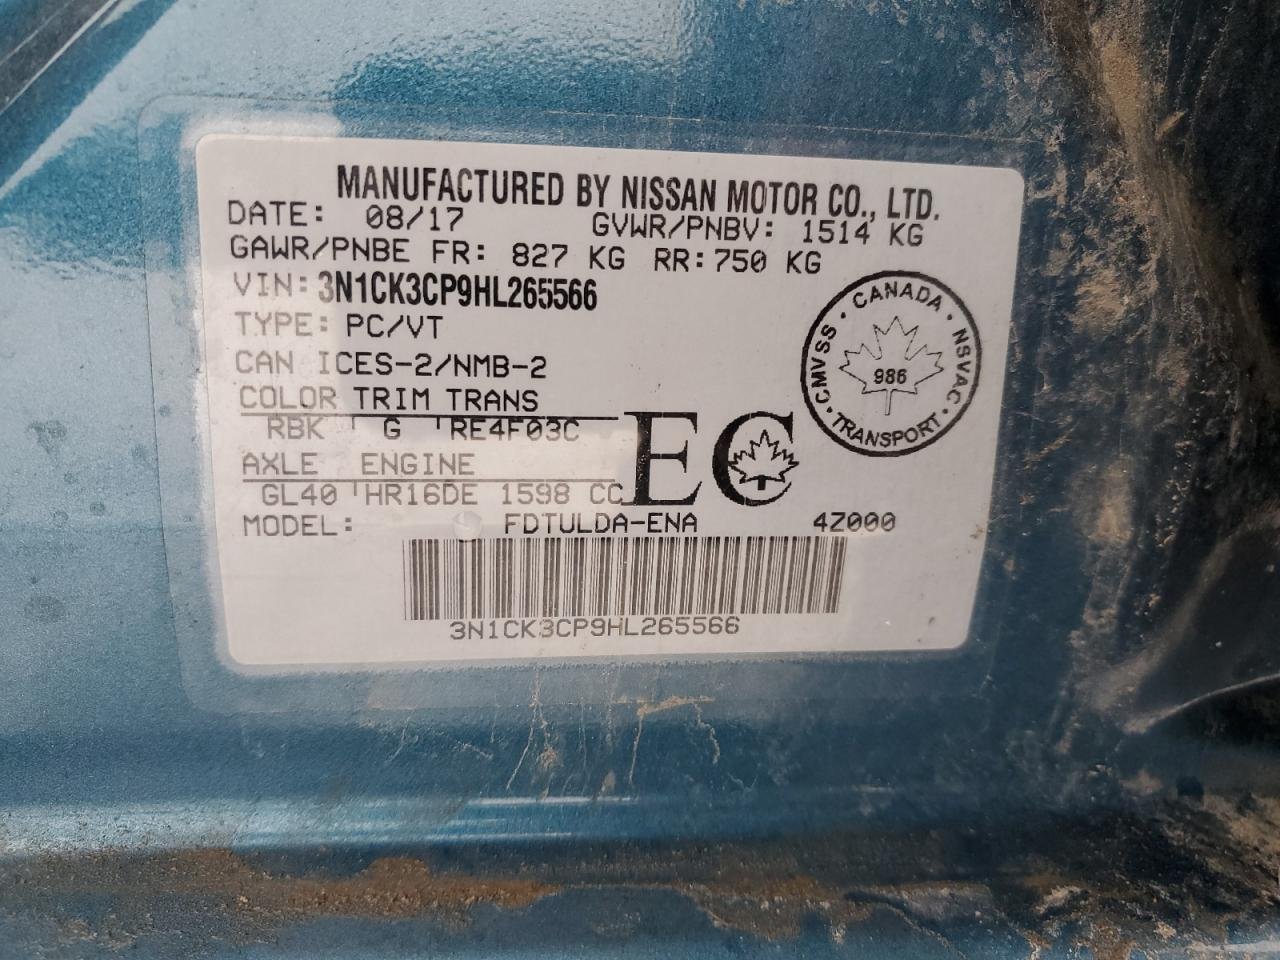 MANUFACTURED BY NISSAN MOTOR CO., LTD.
DATE: 08/17 GVWR/PNBV: 1514 KG
GAWR/PNBE FR: 827 KG RR: 750 KG
VIN: 3N1CK3CP9HL265566
TYPE: PC/VT
CAN ICES-2/NMB-2
COLOR TRIM TRANS
RBK G RE4F03C
AXLE ENGINE
GL40 HR16DE 1598 CC
MODEL: FDTULDA-ENA 4Z000
3N1CK3CP9HL265566
EC
CMVSS · CANADA · NSVAC · TRANSPORT ·
986